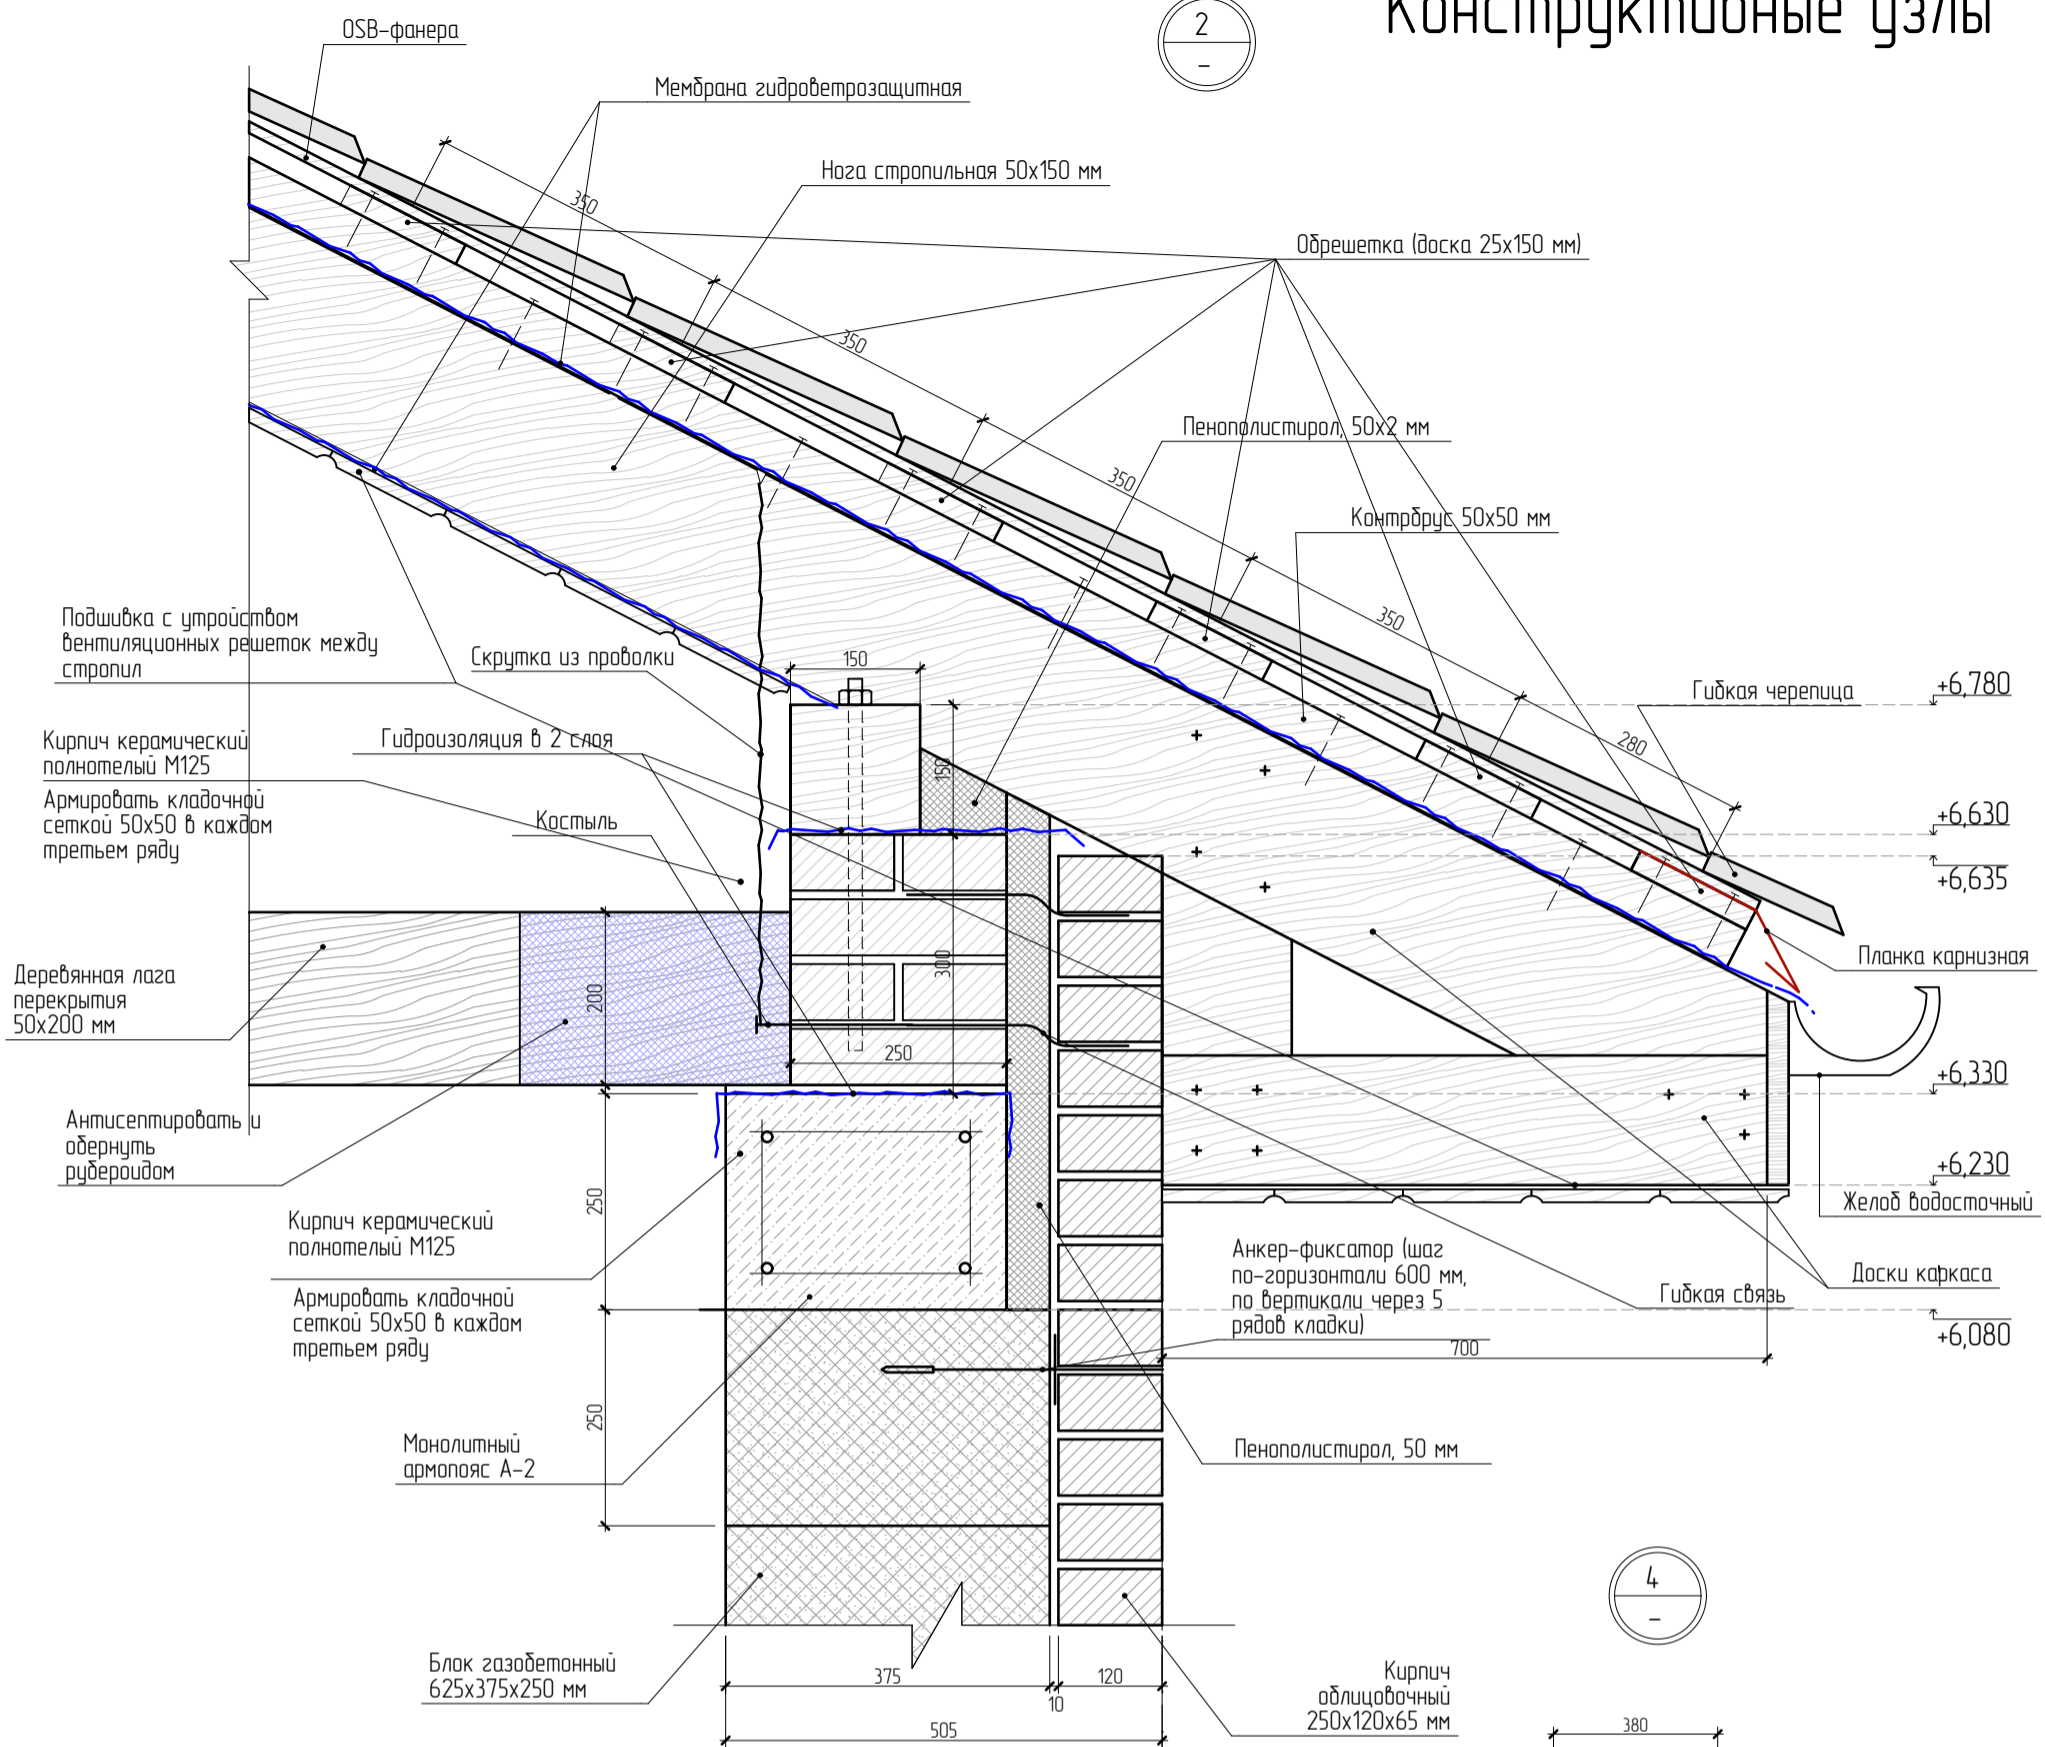 Конструктивные узлы
2
–
OSB-фанера
Мембрана гидроветрозащитная
Нога стропильная 50х150 мм
350
Обрешетка (доска 25х150 мм)
350
Пенополистирол, 50х2 мм
350
Контрбрус 50х50 мм
350
Подшивка с утройством
вентиляционных решеток между
стропил
Скрутка из проволки
150
Гибкая черепица
+6,780
280
Кирпич керамический
полнотелый М125
Гидроизоляция в 2 слоя
150
Армировать кладочной
сеткой 50х50 в каждом
третьем ряду
Костыль
+6,630
+6,635
Деревянная лага
перекрытия
50х200 мм
200
300
Планка карнизная
250
+6,330
Антисептировать и
обернуть
рубероидом
+6,230
Желоб водосточный
250
Кирпич керамический
полнотелый М125
Армировать кладочной
сеткой 50х50 в каждом
третьем ряду
Анкер-фиксатор (шаг
по-горизонтали 600 мм,
по вертикали через 5
рядов кладки)
Доски каркаса
Гибкая связь
+6,080
700
250
Монолитный
армопояс А-2
Пенополистирол, 50 мм
4
–
Блок газобетонный
625х375х250 мм
375
10
120
505
Кирпич
облицовочный
250х120х65 мм
380